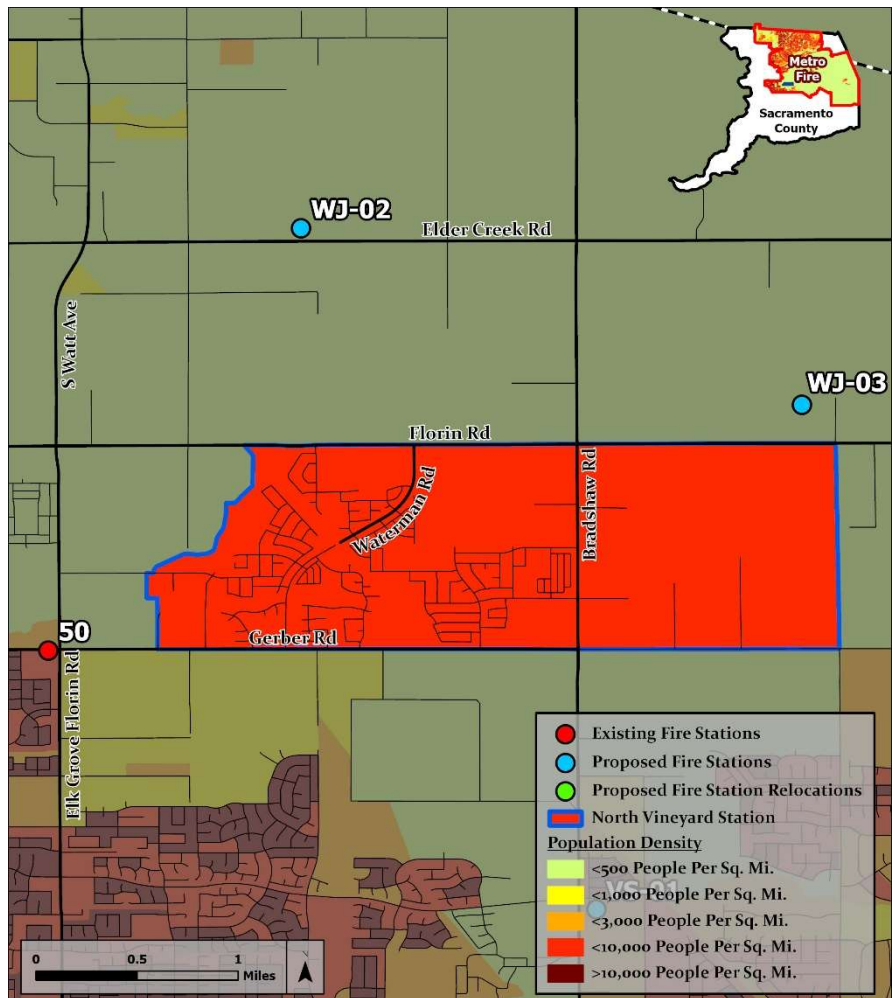 Metro
Fire
Sacramento
County
WJ-02
Elder Creek Rd
S Watt Ave
WJ-03
Florin Rd
Waterman Rd
Bradshaw Rd
50
Gerber Rd
Elk Grove Florin Rd
Existing Fire Stations
Proposed Fire Stations
Proposed Fire Station Relocations
North Vineyard Station
Population Density
<500 People Per Sq. Mi.
VS-01
<1,000 People Per Sq. Mi.
<3,000 People Per Sq. Mi.
<10,000 People Per Sq. Mi.
>10,000 People Per Sq. Mi.
0 0.5 1
Miles